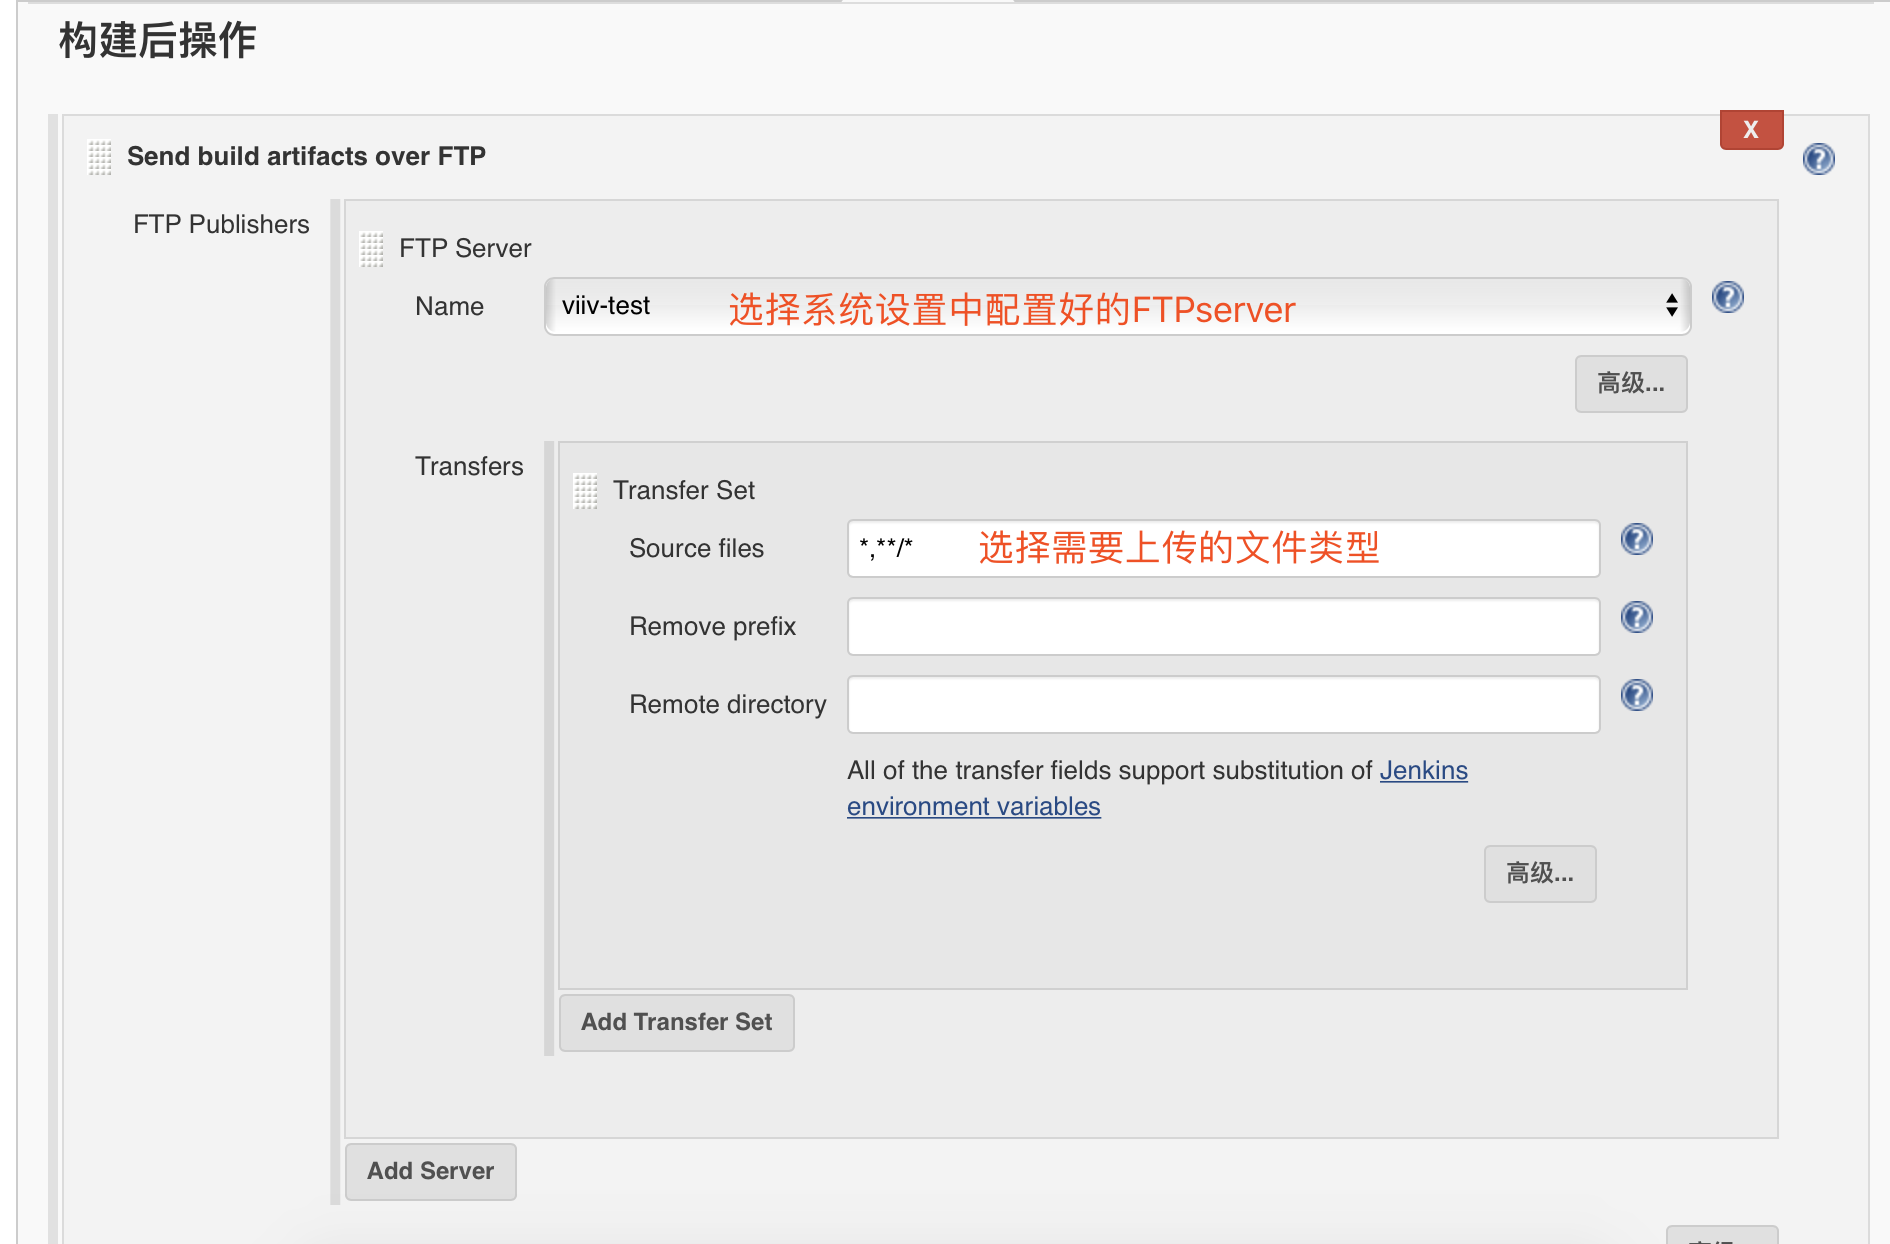 构建后操作
X
Send build artifacts over FTP
FTP Publishers
FTP Server
Name
viiv-test
选择系统设置中配置好的FTPserver
高级...
Transfers
Transfer Set
Source files
*,**/*
选择需要上传的文件类型
Remove prefix
Remote directory
All of the transfer fields support substitution of Jenkins
environment variables
高级...
Add Transfer Set
Add Server